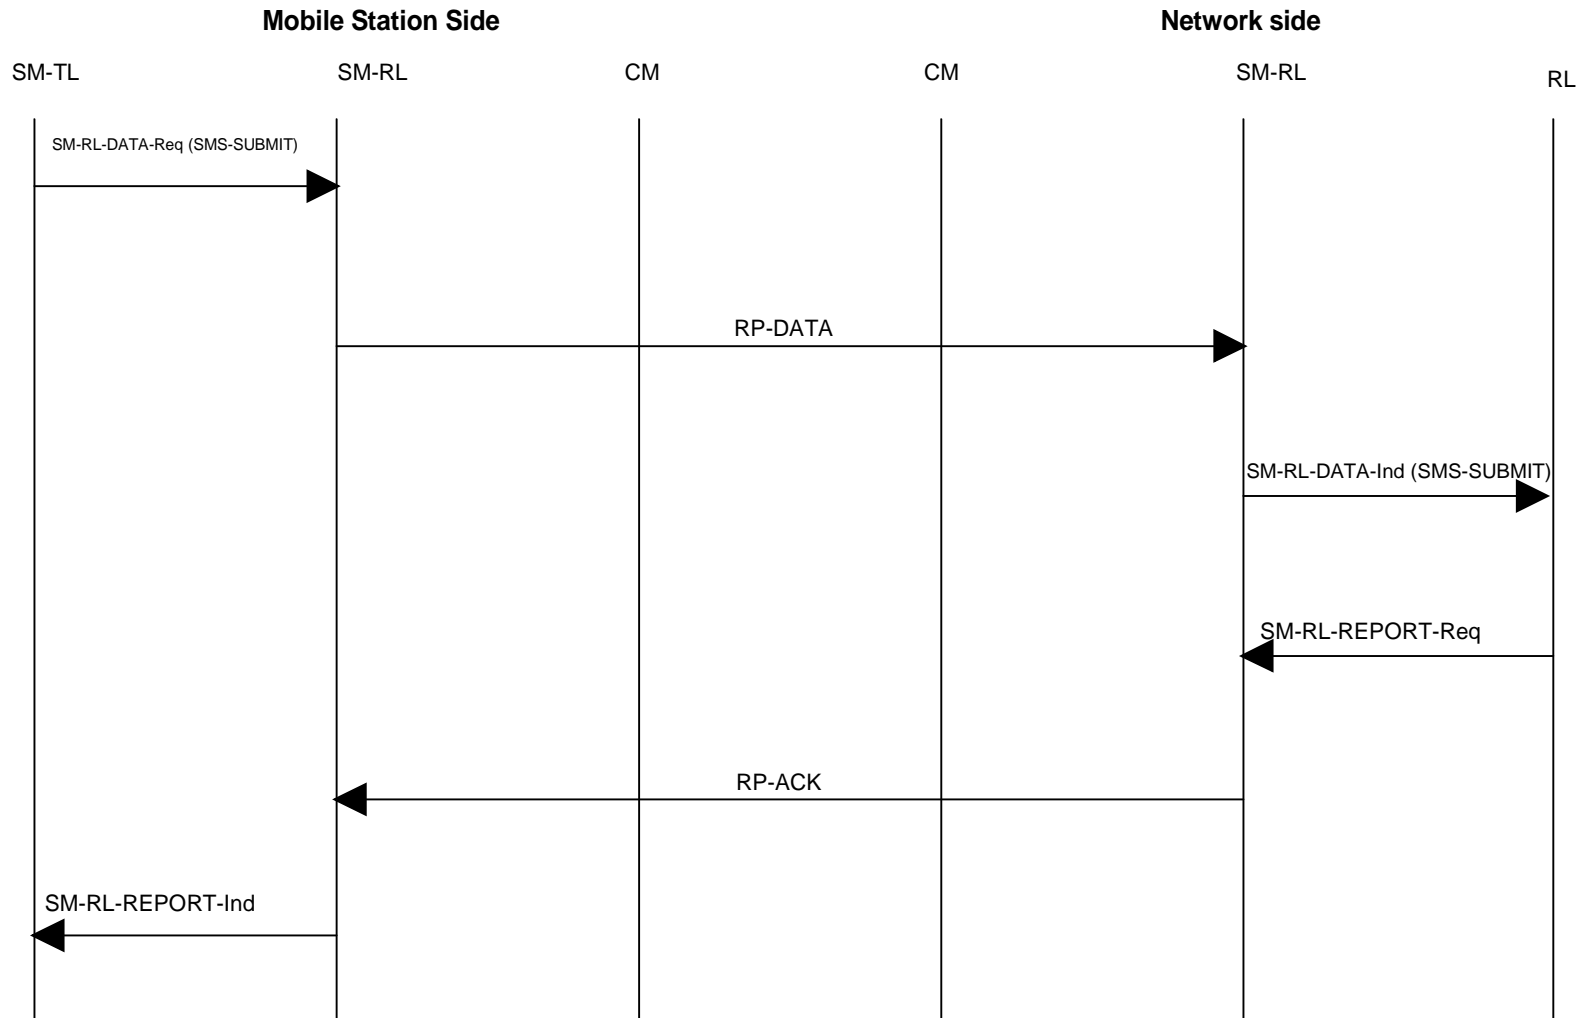 Mobile Station Side
Network side
SM-TL
SM-RL
CM
CM
SM-RL
RL
SM-RL-DATA-Req (SMS-SUBMIT)
RP-DATA
SM-RL-DATA-Ind (SMS-SUBMIT)
SM-RL-REPORT-Req
RP-ACK
SM-RL-REPORT-Ind